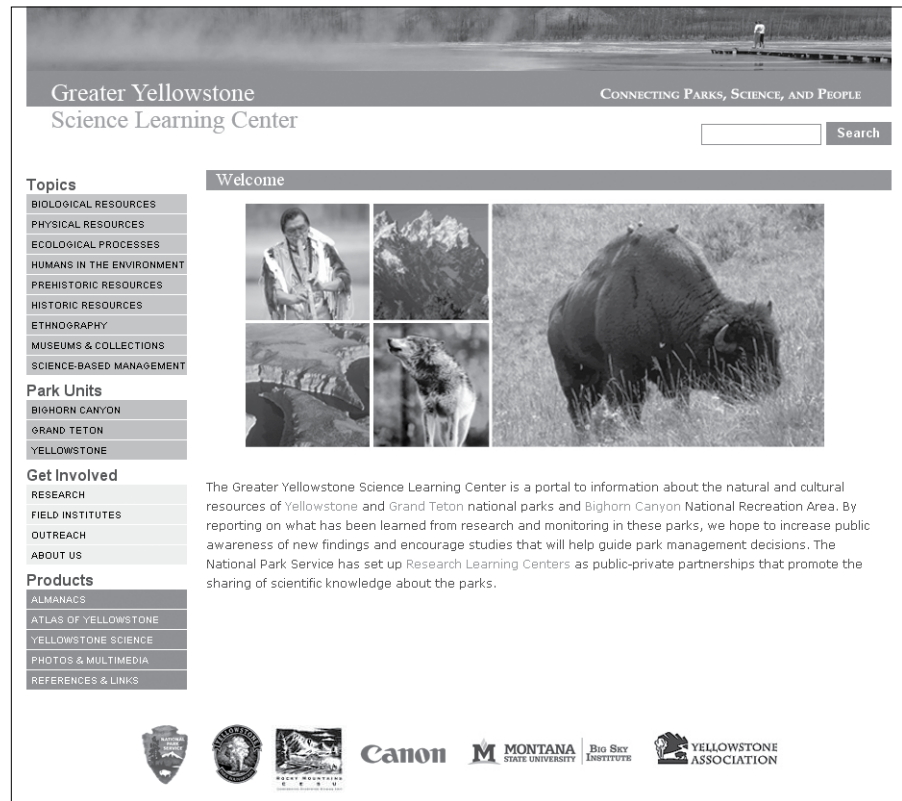 Greater Yellowstone
Science Learning Center
CONNECTING PARKS, SCIENCE, AND PEOPLE
Search
Topics
BIOLOGICAL RESOURCES
PHYSICAL RESOURCES
ECOLOGICAL PROCESSES
HUMANS IN THE ENVIRONMENT
PREHISTORIC RESOURCES
HISTORIC RESOURCES
ETHNOGRAPHY
MUSEUMS & COLLECTIONS
SCIENCE-BASED MANAGEMENT
Park Units
BIGHORN CANYON
GRAND TETON
YELLOWSTONE
Get Involved
RESEARCH
FIELD INSTITUTES
OUTREACH
ABOUT US
Products
ALMANACS
ATLAS OF YELLOWSTONE
YELLOWSTONE SCIENCE
PHOTOS & MULTIMEDIA
REFERENCES & LINKS
Welcome
The Greater Yellowstone Science Learning Center is a portal to information about the natural and cultural
resources of Yellowstone and Grand Teton national parks and Bighorn Canyon National Recreation Area. By
reporting on what has been learned from research and monitoring in these parks, we hope to increase public
awareness of new findings and encourage studies that will help guide park management decisions. The
National Park Service has set up Research Learning Centers as public-private partnerships that promote the
sharing of scientific knowledge about the parks.
NATIONAL
PARK
SERVICE
YELLOWSTONE
ROCKY MOUNTAINS
CESU
Canon
M MONTANA
STATE UNIVERSITY
BIG SKY
INSTITUTE
YELLOWSTONE
ASSOCIATION